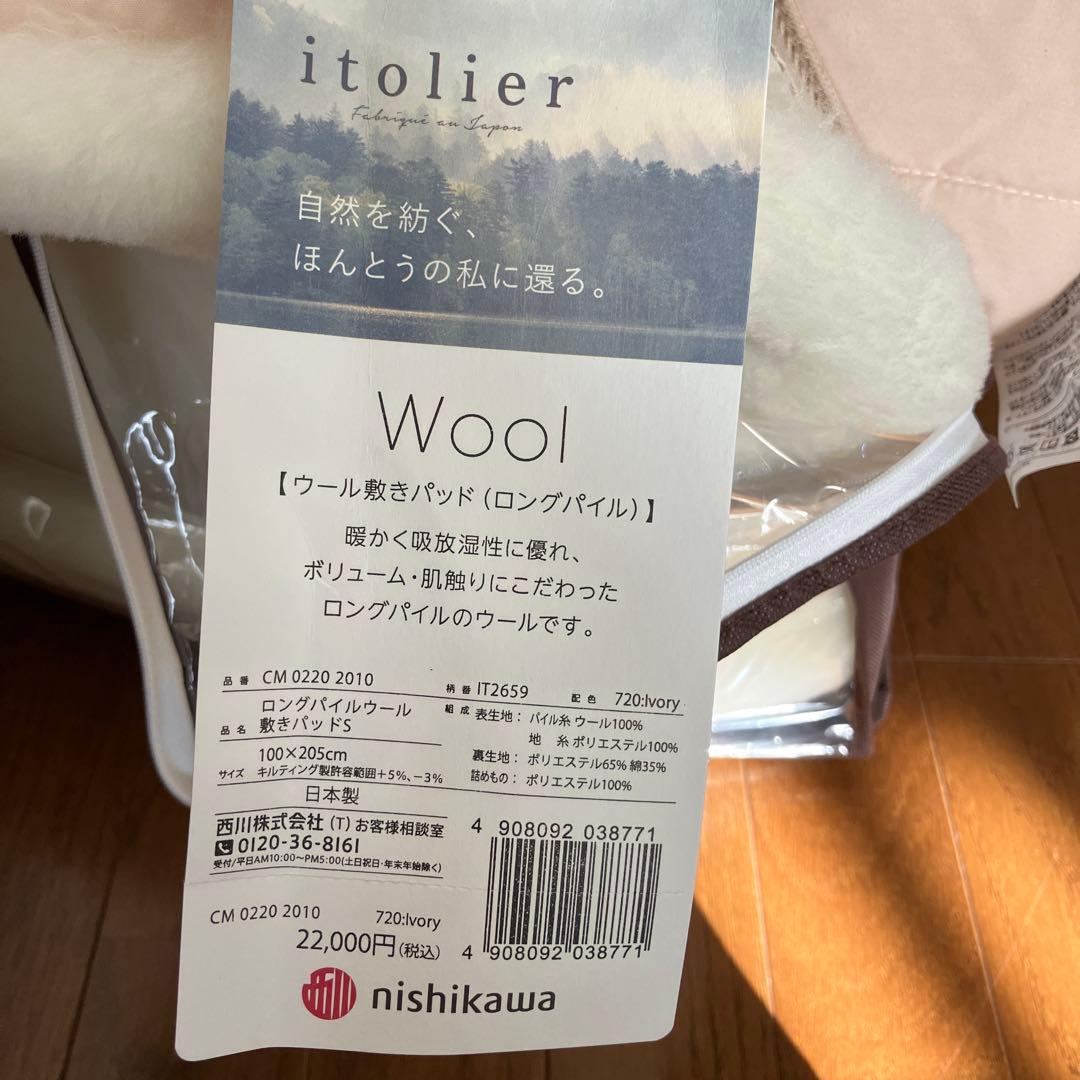 itolier
Fabriqué au Japon
自然を紡ぐ、
ほんとうの私に還る。
Wool
【ウール敷きパッド(ロングパイル)】
暖かく吸放湿性に優れ、
ボリューム・肌触りにこだわった
ロングパイルのウールです。
品番 CM 0220 2010 柄番 IT2659 配色 720:Ivory
品名 ロングパイルウール
敷きパッドS
サイズ 100×205cm
キルティング製許容範囲+5%、−3%
日本製
組成 表生地: パイル糸 ウール100%
地 糸 ポリエステル100%
裏生地: ポリエステル65% 綿35%
詰めもの: ポリエステル100%
西川株式会社(T)お客様相談室
0120-36-8161
受付/平日AM10:00〜PM5:00(土日祝日・年末年始除く)
4 908092 038771
CM 0220 2010 720:Ivory
22,000円(税込)
4 908092 038771
西川 nishikawa